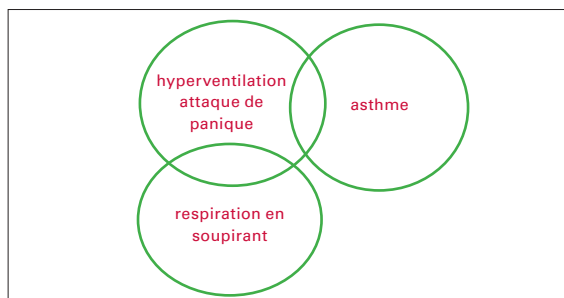 hyperventilation
attaque de
panique
asthme
respiration en
soupirant